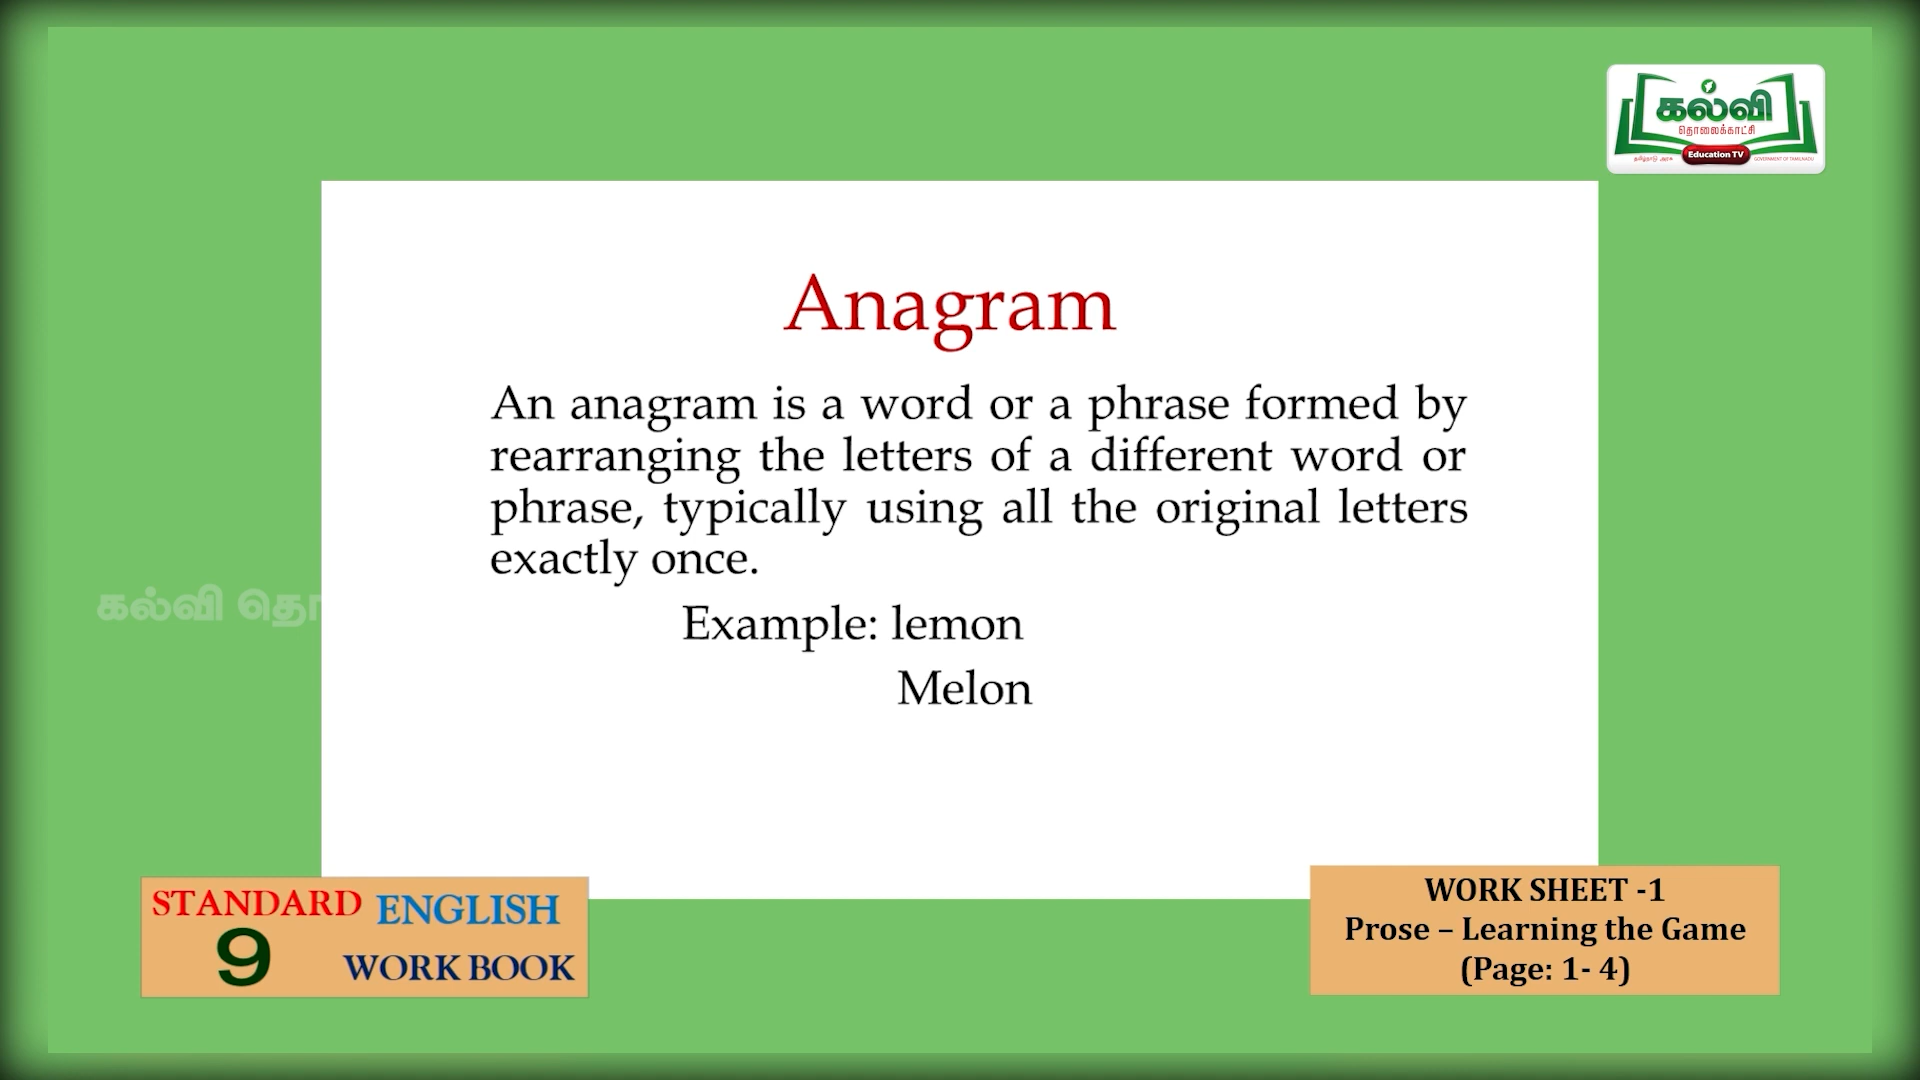 கல்வி
தொலைக்காட்சி
தமிழ்நாடு அரசு
Education TV
GOVERNMENT OF TAMILNADU
Anagram
An anagram is a word or a phrase formed by
rearranging the letters of a different word or
phrase, typically using all the original letters
exactly once.
கல்வி தொ
Example: lemon
Melon
STANDARD ENGLISH
9
WORK BOOK
WORK SHEET -1
Prose – Learning the Game
(Page: 1- 4)